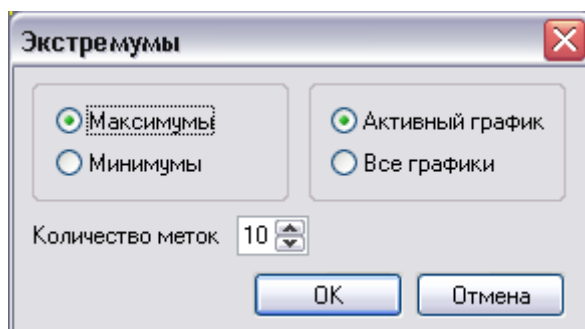 Экстремумы
Максимумы
Минимумы
Активный график
Все графики
Количество меток 10
OK Отмена